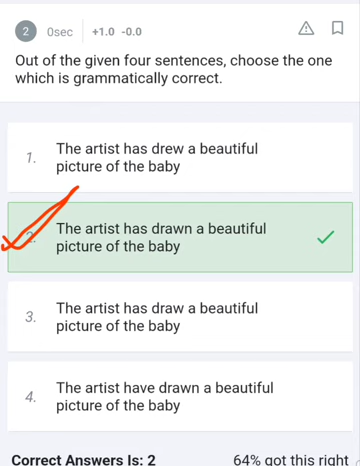 2 0sec +1.0 -0.0
Out of the given four sentences, choose the one
which is grammatically correct.
1. The artist has drew a beautiful
picture of the baby
2. The artist has drawn a beautiful
picture of the baby
3. The artist has draw a beautiful
picture of the baby
4. The artist have drawn a beautiful
picture of the baby
Correct Answers Is: 2 64% got this right